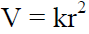 V = kr²